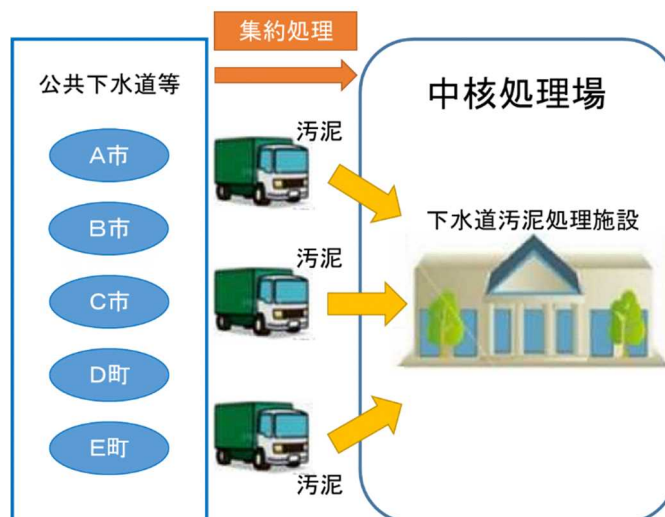 集約処理
公共下水道等
中核処理場
A市
B市
C市
D町
E町
汚泥
汚泥
汚泥
下水道汚泥処理施設